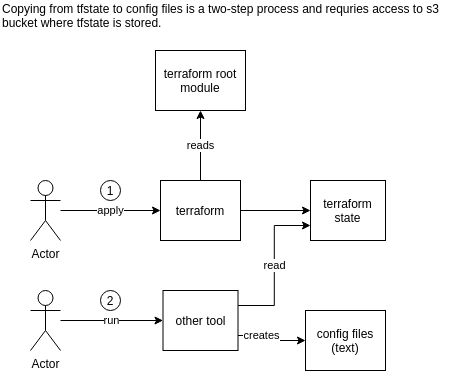 Copying from tfstate to config files is a two-step process and requries access to s3
bucket where tfstate is stored.
terraform root
module
reads
1
apply
terraform
terraform
state
Actor
read
2
run
other tool
creates
config files
(text)
Actor